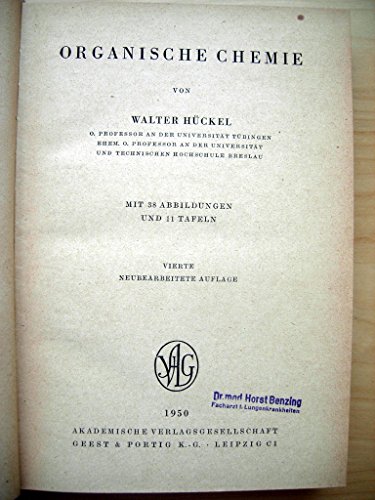 ORGANISCHE CHEMIE
VON
WALTER HÜCKEL
O. PROFESSOR AN DER UNIVERSITÄT TÜBINGEN
EHEM. O. PROFESSOR AN DER UNIVERSITÄT
UND TECHNISCHEN HOCHSCHULE BRESLAU
MIT 38 ABBILDUNGEN
UND 11 TAFELN
VIERTE
NEUBEARBEITETE AUFLAGE
VAG
Dr. med. Horst Benzing
Facharzt f. Lungenkrankheiten
1950
AKADEMISCHE VERLAGSGESELLSCHAFT
GEEST & PORTIG K.-G. · LEIPZIG C1